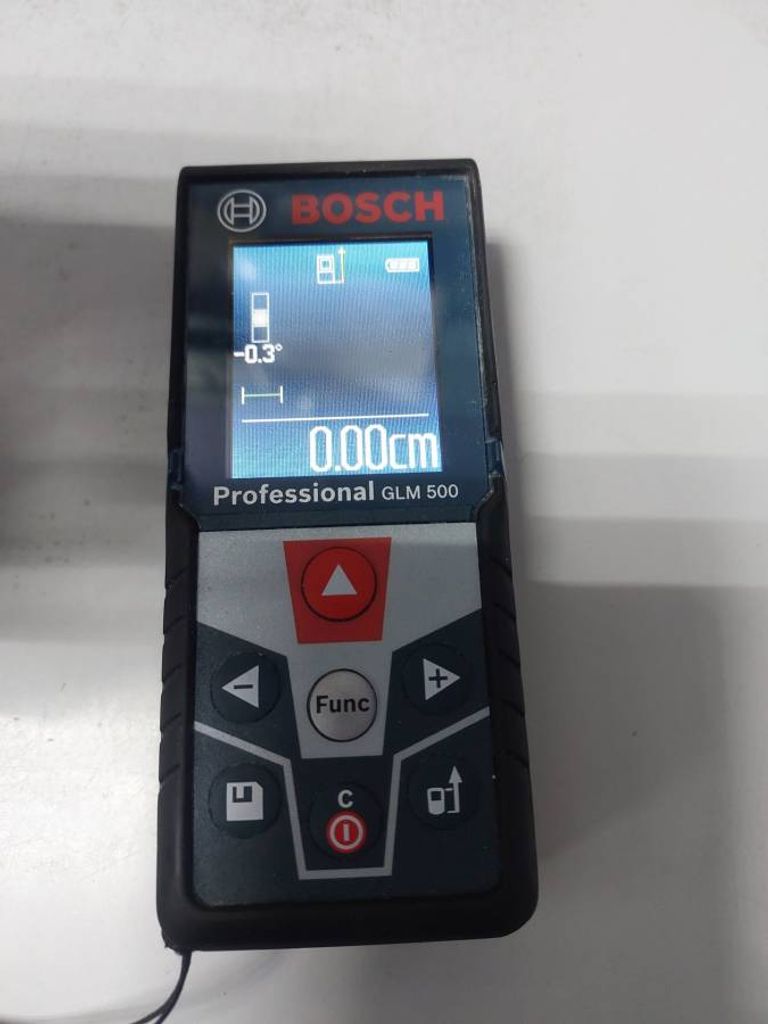 BOSCH
-0.3°
0.00cm
Professional GLM 500
- +
Func
C